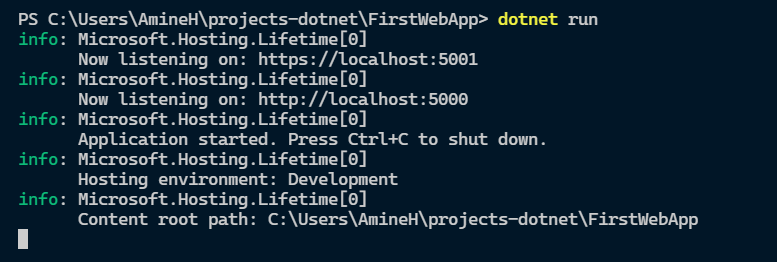 PS C:\Users\AmineH\projects-dotnet\FirstWebApp> dotnet run
info: Microsoft.Hosting.Lifetime[0]
      Now listening on: https://localhost:5001
info: Microsoft.Hosting.Lifetime[0]
      Now listening on: http://localhost:5000
info: Microsoft.Hosting.Lifetime[0]
      Application started. Press Ctrl+C to shut down.
info: Microsoft.Hosting.Lifetime[0]
      Hosting environment: Development
info: Microsoft.Hosting.Lifetime[0]
      Content root path: C:\Users\AmineH\projects-dotnet\FirstWebApp